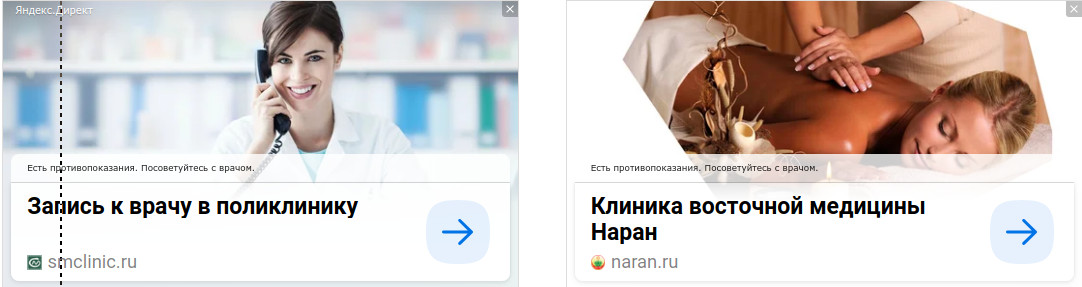 Яндекс.Директ
Есть противопоказания. Посоветуйтесь с врачом.
Запись к врачу в поликлинику
smclinic.ru
Есть противопоказания. Посоветуйтесь с врачом.
Клиника восточной медицины
Наран
naran.ru